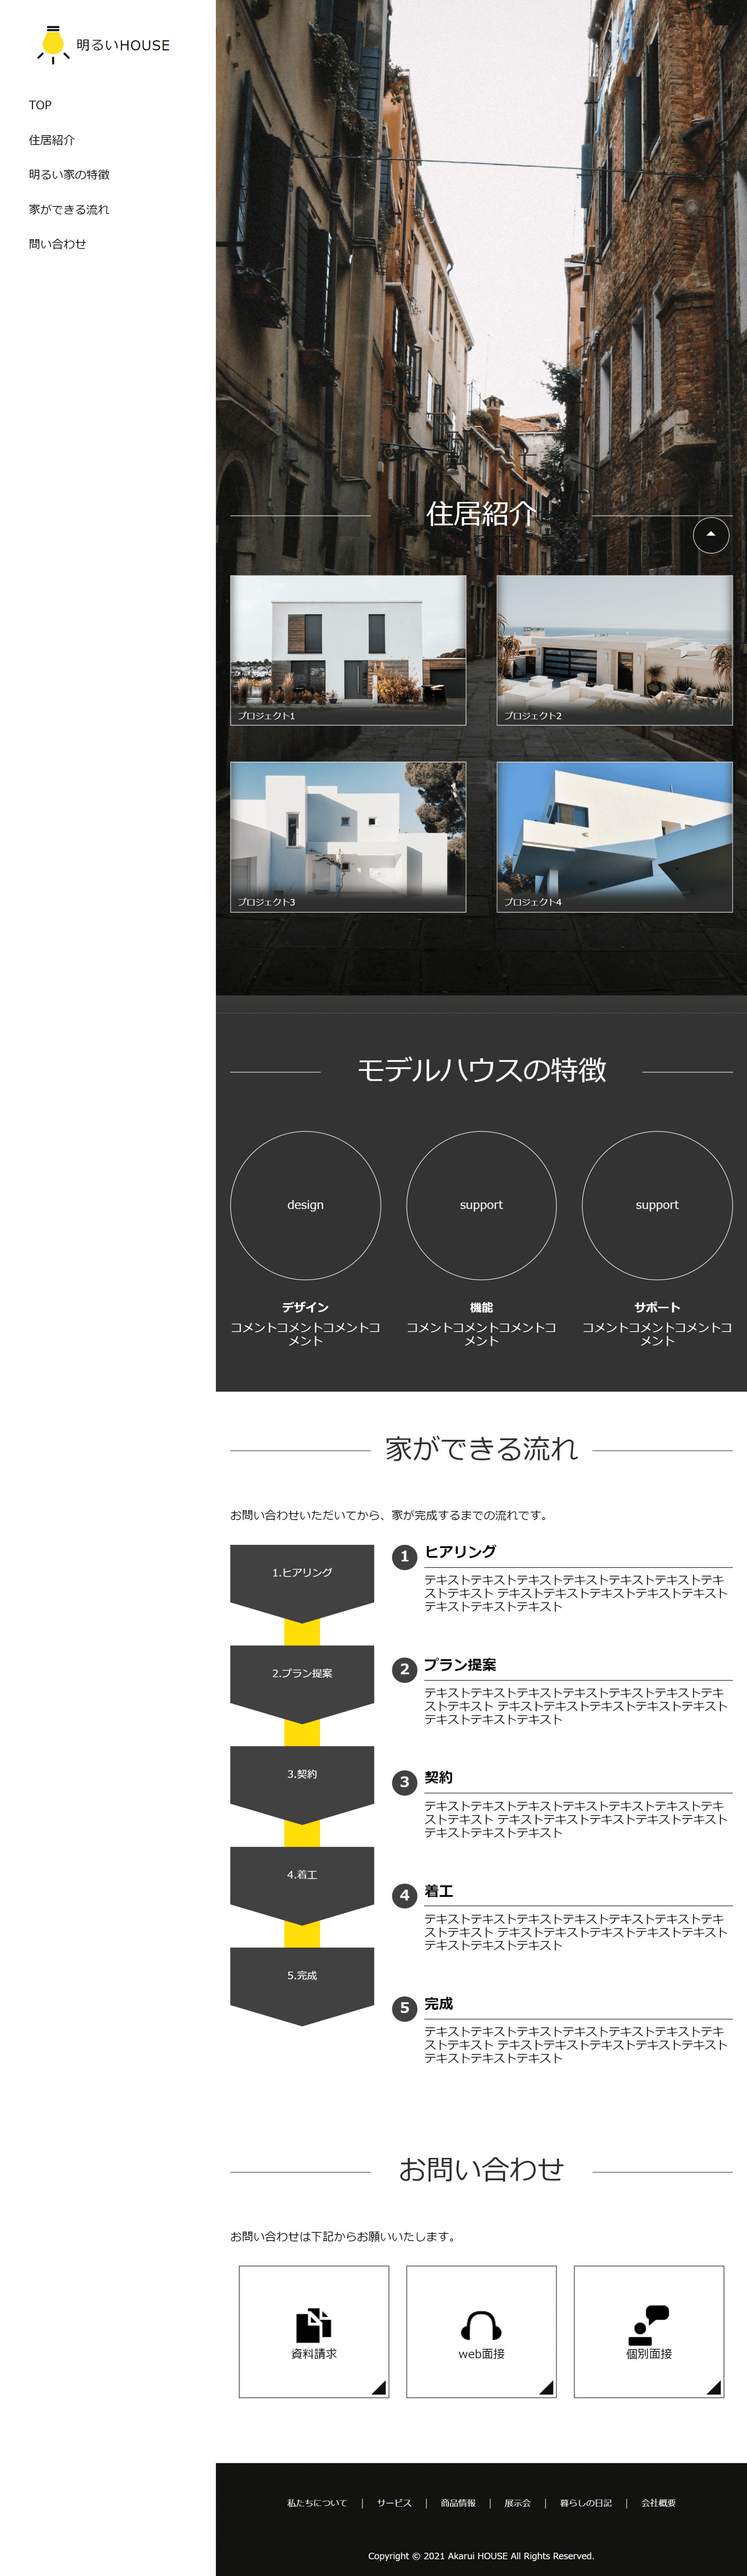 明るいHOUSE
TOP
住居紹介
明るい家の特徴
家ができる流れ
問い合わせ
住居紹介
プロジェクト1
プロジェクト2
プロジェクト3
プロジェクト4
モデルハウスの特徴
design
support
support
デザイン
コメントコメントコメントコ
メント
機能
コメントコメントコメントコ
メント
サポート
コメントコメントコメントコ
メント
家ができる流れ
お問い合わせいただいてから、家が完成するまでの流れです。
1.ヒアリング
2.プラン提案
3.契約
4.着工
5.完成
1 ヒアリング
テキストテキストテキストテキストテキストテキストテキ
ストテキスト テキストテキストテキストテキストテキスト
テキストテキストテキスト
2 プラン提案
テキストテキストテキストテキストテキストテキストテキ
ストテキスト テキストテキストテキストテキストテキスト
テキストテキストテキスト
3 契約
テキストテキストテキストテキストテキストテキストテキ
ストテキスト テキストテキストテキストテキストテキスト
テキストテキストテキスト
4 着工
テキストテキストテキストテキストテキストテキストテキ
ストテキスト テキストテキストテキストテキストテキスト
テキストテキストテキスト
5 完成
テキストテキストテキストテキストテキストテキストテキ
ストテキスト テキストテキストテキストテキストテキスト
テキストテキストテキスト
お問い合わせ
お問い合わせは下記からお願いいたします。
資料請求
web面接
個別面接
私たちについて | サービス | 商品情報 | 展示会 | 暮らしの日記 | 会社概要
Copyright © 2021 Akarui HOUSE All Rights Reserved.